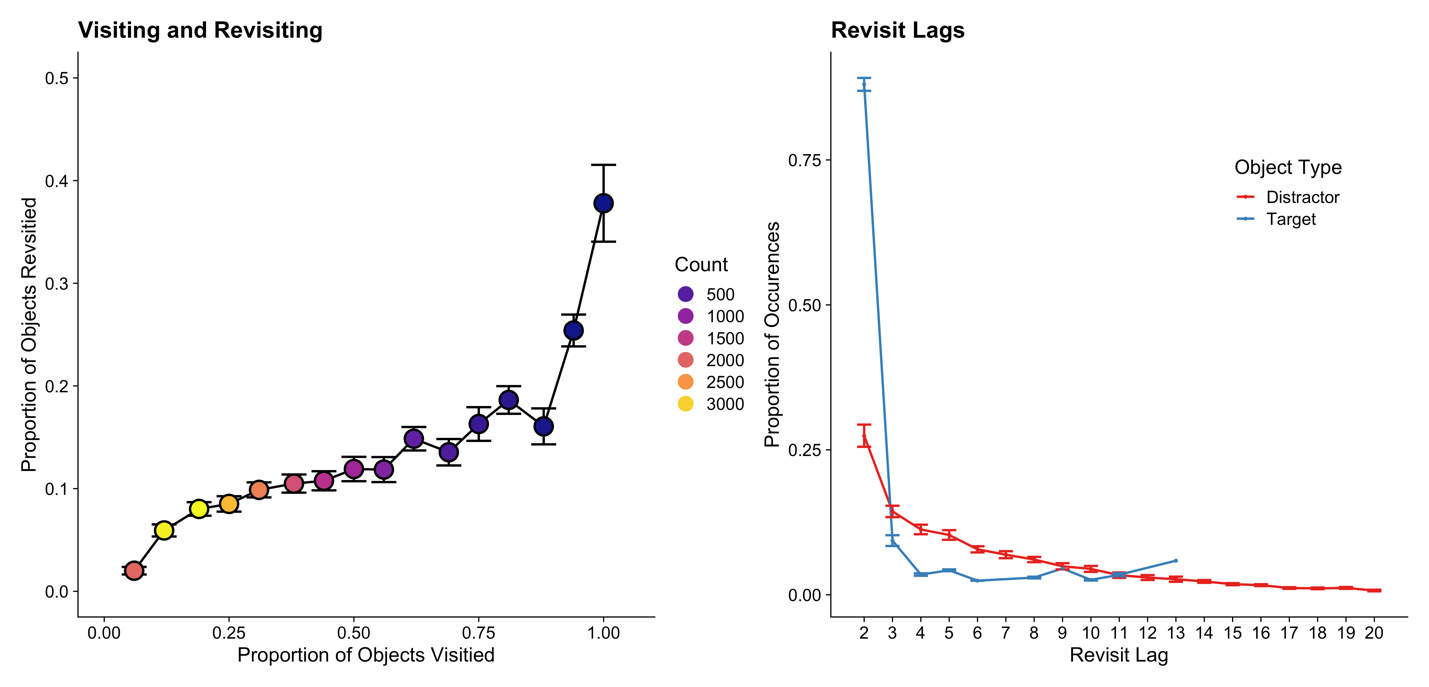 Visiting and Revisiting
Proportion of Objects Revsitied
0.5
0.4
0.3
0.2
0.1
0.0
0.00 0.25 0.50 0.75 1.00
Proportion of Objects Visitied
Count
500
1000
1500
2000
2500
3000
Revisit Lags
Proportion of Occurences
0.75
0.50
0.25
0.00
2 3 4 5 6 7 8 9 10 11 12 13 14 15 16 17 18 19 20
Revisit Lag
Object Type
Distractor
Target